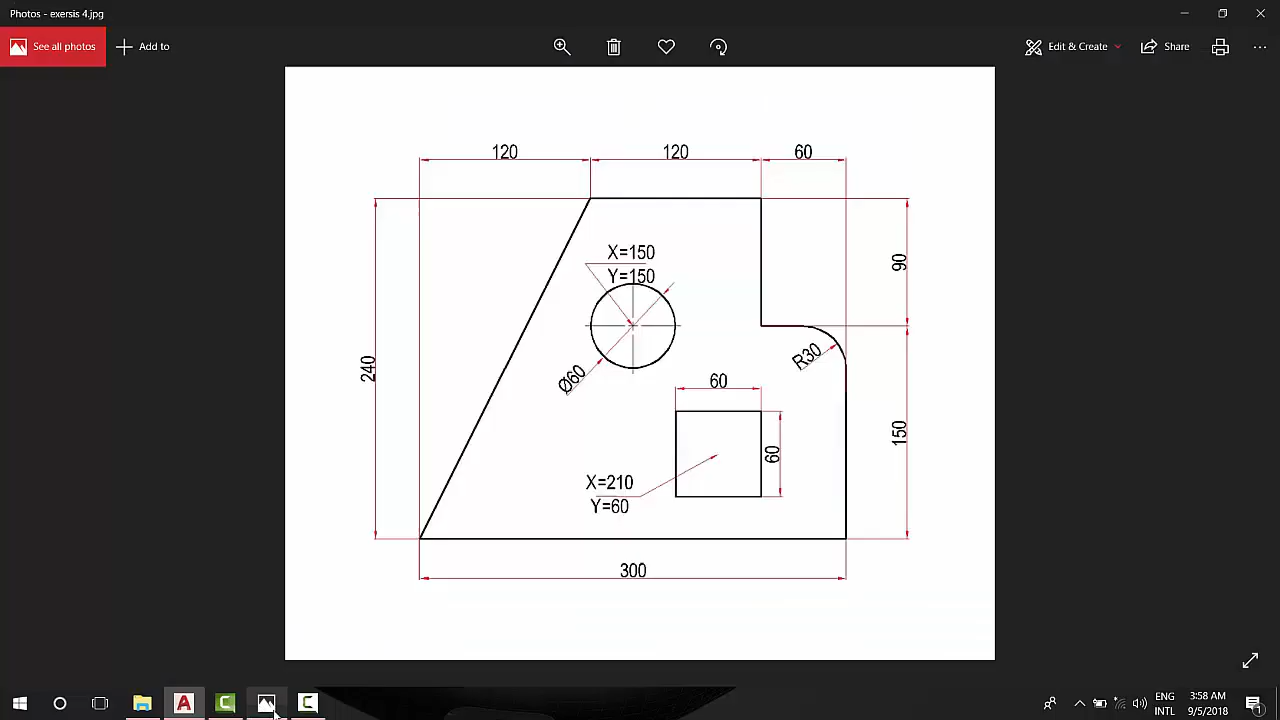 Photos - exersis 4.jpg
See all photos
Add to
Edit & Create
Share
120
120
60
X=150
Y=150
90
R30
240
Ø60
60
60
150
X=210
Y=60
300
ENG
INTL
3:58 AM
9/5/2018
1